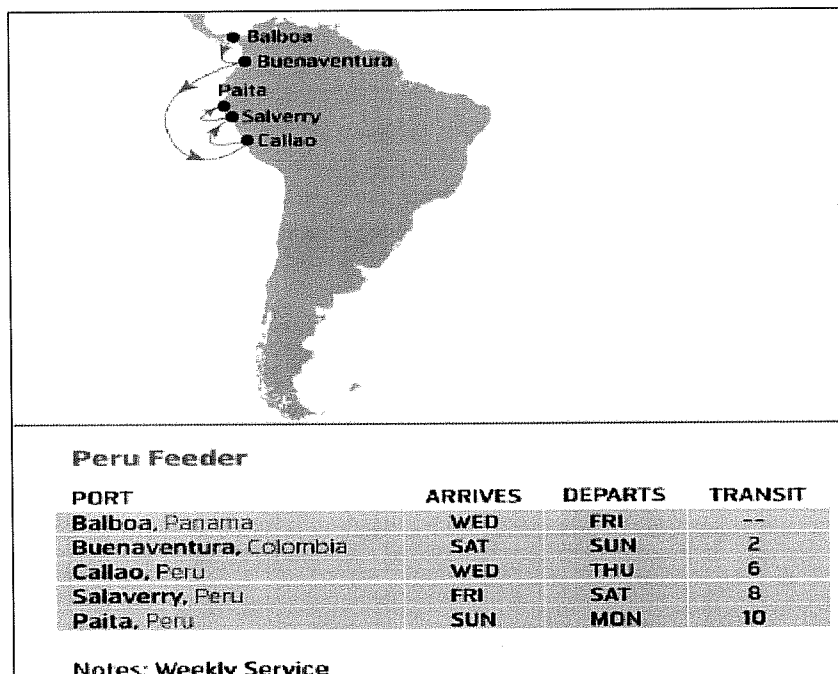 Balboa
Buenaventura
Paita
Salverry
Callao
Peru Feeder
PORT ARRIVES DEPARTS TRANSIT
Balboa, Panama WED FRI --
Buenaventura, Colombia SAT SUN 2
Callao, Peru WED THU 6
Salaverry, Peru FRI SAT 8
Paita, Peru SUN MON 10
Notes: Weekly Service